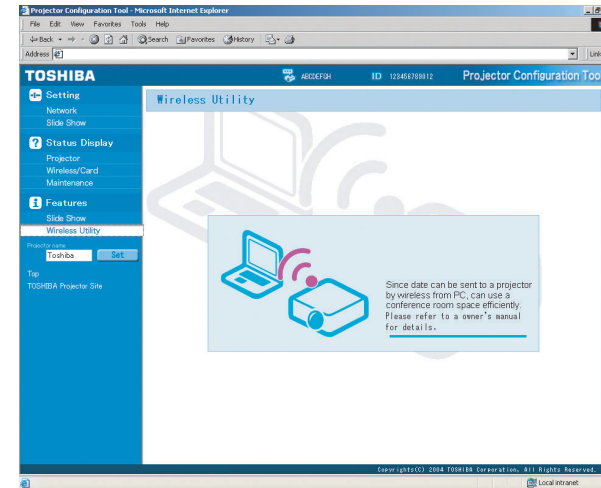 Projector Configuration Tool - Microsoft Internet Explorer
File Edit View Favorites Tools Help
Back Search Favorites History
Address Link
TOSHIBA ABCDEFGH ID 123456789012 Projector Configuration Too
Setting
Network
Slide Show
Status Display
Projector
Wireless/Card
Maintenance
Features
Slide Show
Wireless Utility
Projector name
Toshiba Set
Top
TOSHIBA Projector Site
Wireless Utility
Since date can be sent to a projector
by wireless from PC, can use a
conference room space efficiently.
Please refer to a owner's manual
for details.
Copyrights(C) 2004 TOSHIBA Corporation, All Rights Reserved.
Local intranet